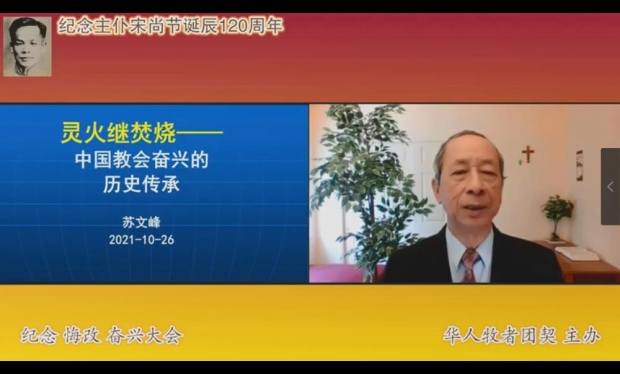 纪念主仆宋尚节诞辰120周年
灵火继焚烧——
中国教会奋兴的
历史传承
苏文峰
2021-10-26
纪念 悔改 奋兴大会
华人牧者团契 主办